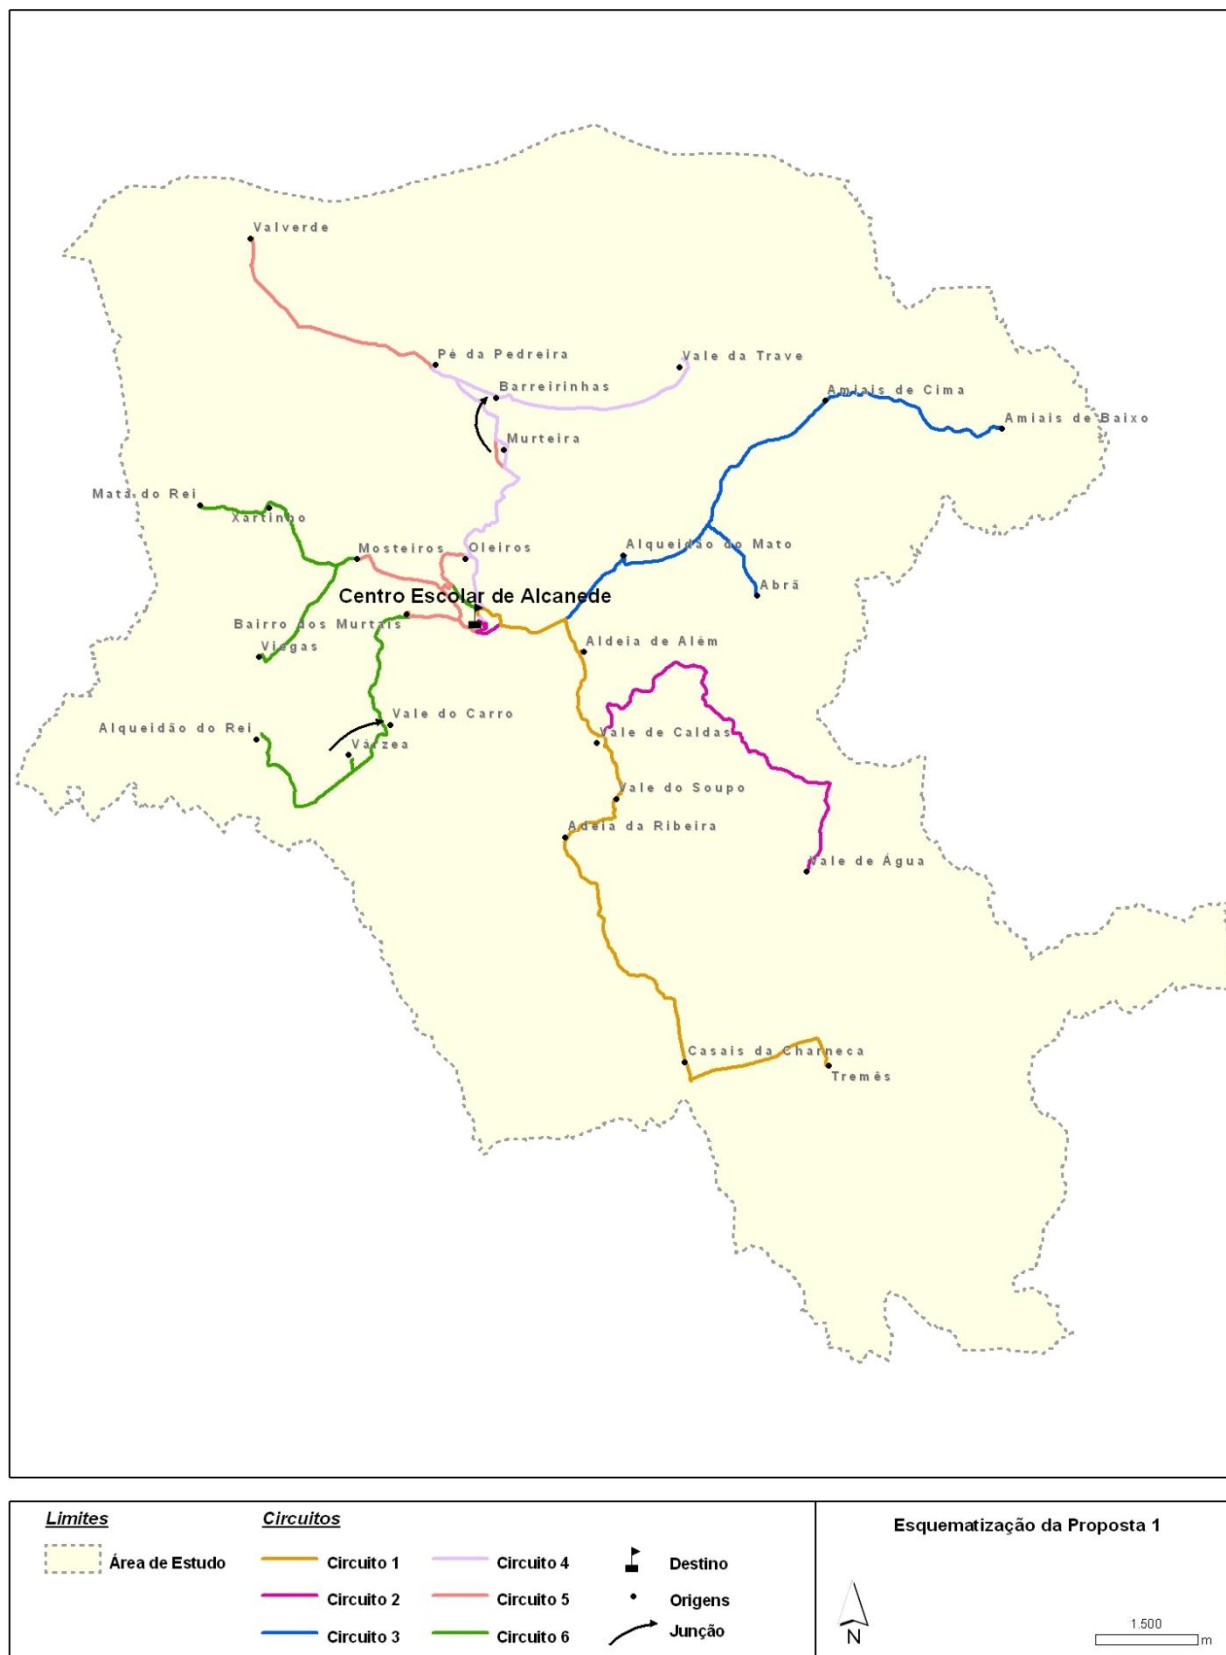 Valverde
Pé da Pedreira
Vale da Trave
Barreirinhas
Amiais de Cima
Amiais de Baixo
Murteira
Mata do Rei
Xartinho
Mosteiros
Oleiros
Alqueidão do Mato
Abrã
Centro Escolar de Alcanede
Bairro dos Murtais
Viegas
Aldeia de Além
Alqueidão do Rei
Vale do Carro
Várzea
Vale de Caldas
Vale do Soupo
Adeia da Ribeira
Vale de Água
Casais da Charneca
Tremês
Limites
Área de Estudo
Circuitos
Circuito 1
Circuito 2
Circuito 3
Circuito 4
Circuito 5
Circuito 6
Destino
Origens
Junção
Esquematização da Proposta 1
N
1.500
m